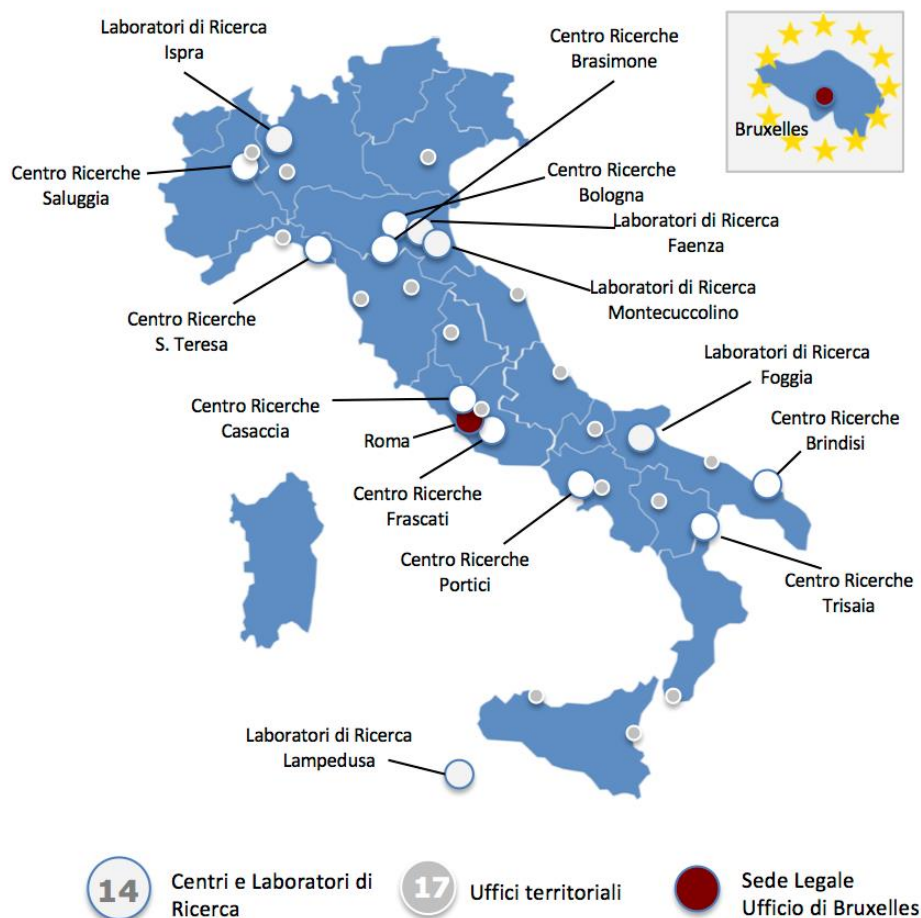 Laboratori di Ricerca
Ispra
Centro Ricerche
Brasimone
Bruxelles
Centro Ricerche
Saluggia
Centro Ricerche
Bologna
Laboratori di Ricerca
Faenza
Laboratori di Ricerca
Montecuccolino
Centro Ricerche
S. Teresa
Laboratori di Ricerca
Foggia
Centro Ricerche
Casaccia
Centro Ricerche
Brindisi
Roma
Centro Ricerche
Frascati
Centro Ricerche
Portici
Centro Ricerche
Trisaia
Laboratori di Ricerca
Lampedusa
14
Centri e Laboratori di
Ricerca
17
Uffici territoriali
Sede Legale
Ufficio di Bruxelles